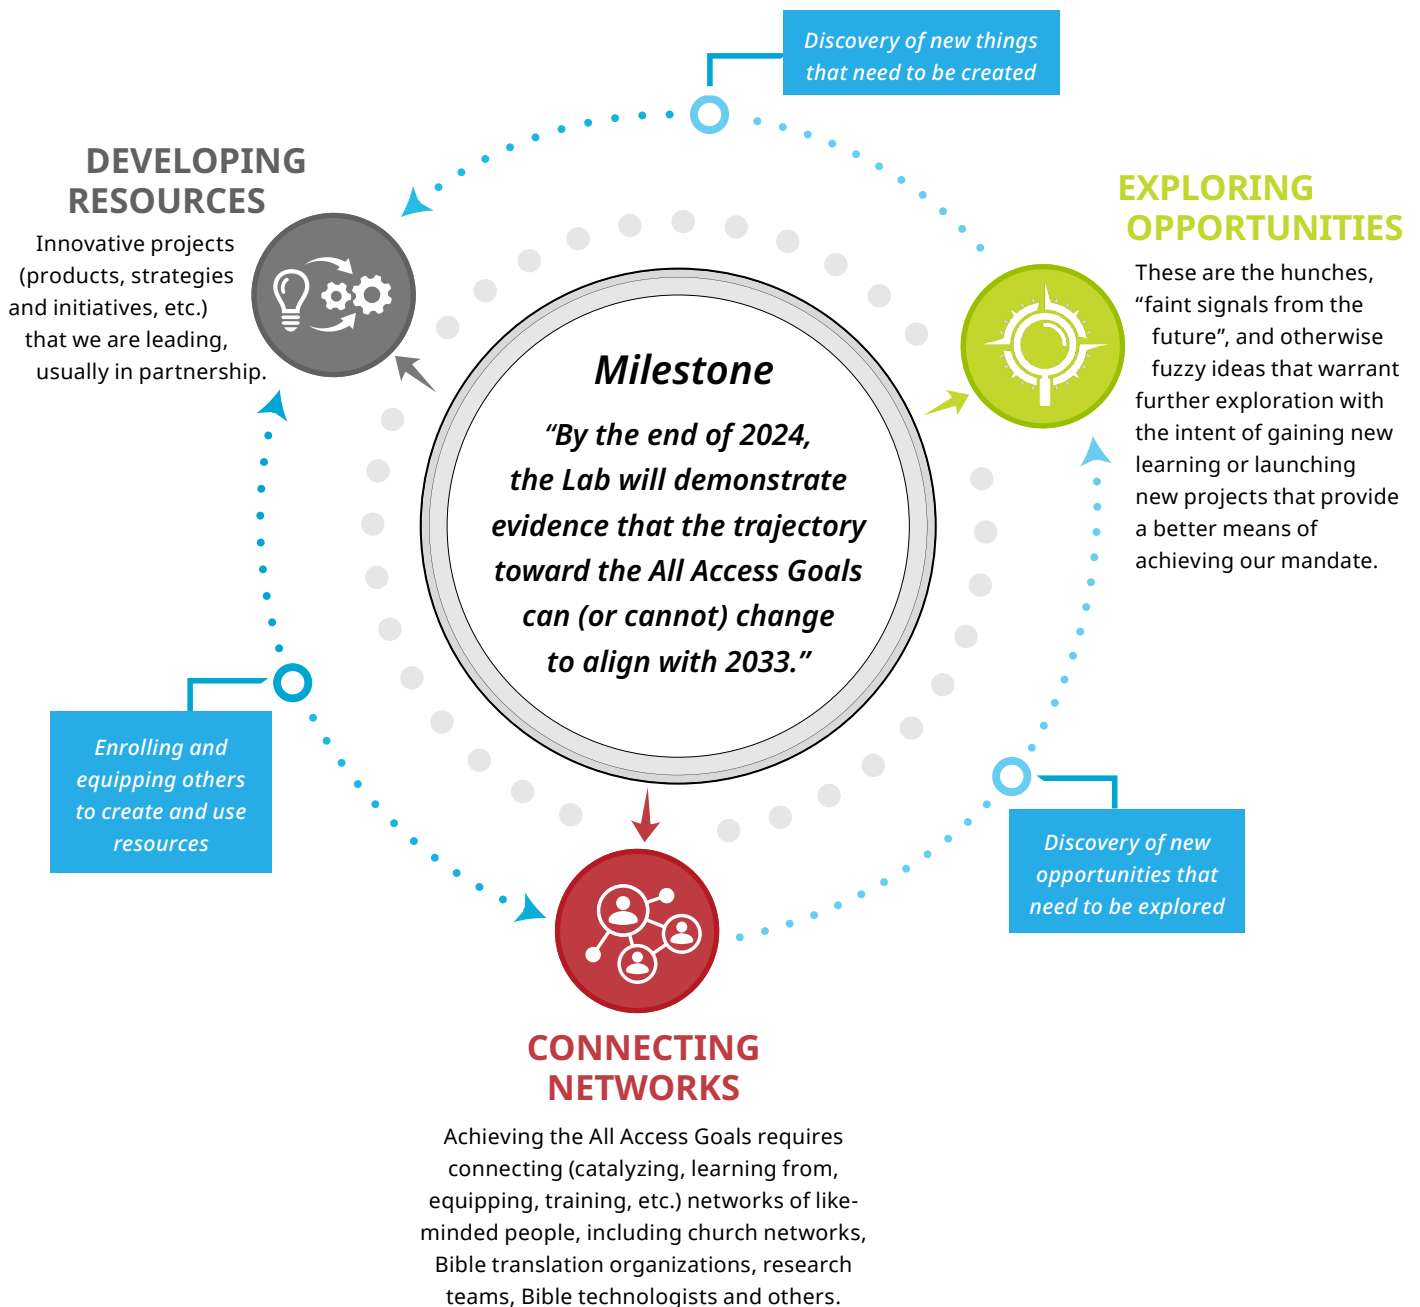 Discovery of new things
that need to be created
DEVELOPING
RESOURCES
Innovative projects
(products, strategies
and initiatives, etc.)
that we are leading,
usually in partnership.
EXPLORING
OPPORTUNITIES
These are the hunches,
“faint signals from the
future”, and otherwise
fuzzy ideas that warrant
further exploration with
the intent of gaining new
learning or launching
new projects that provide
a better means of
achieving our mandate.
Milestone
“By the end of 2024,
the Lab will demonstrate
evidence that the trajectory
toward the All Access Goals
can (or cannot) change
to align with 2033.”
Enrolling and
equipping others
to create and use
resources
Discovery of new
opportunities that
need to be explored
CONNECTING
NETWORKS
Achieving the All Access Goals requires
connecting (catalyzing, learning from,
equipping, training, etc.) networks of like-
minded people, including church networks,
Bible translation organizations, research
teams, Bible technologists and others.